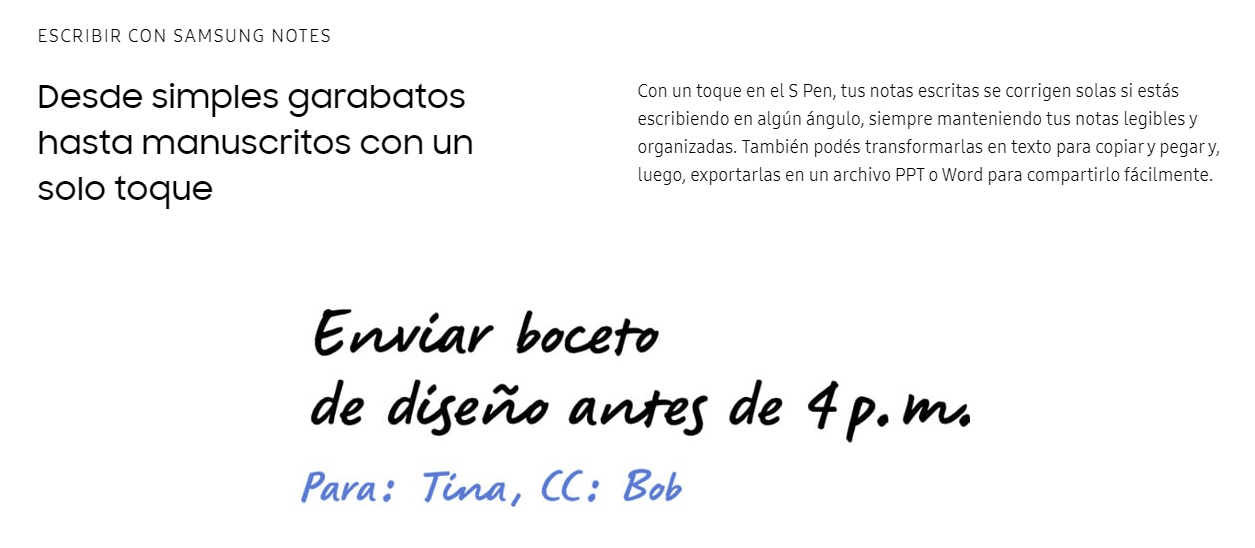 ESCRIBIR CON SAMSUNG NOTES
Desde simples garabatos
hasta manuscritos con un
solo toque
Con un toque en el S Pen, tus notas escritas se corrigen solas si estás
escribiendo en algún ángulo, siempre manteniendo tus notas legibles y
organizadas. También podés transformarlas en texto para copiar y pegar y,
luego, exportarlas en un archivo PPT o Word para compartirlo fácilmente.
Enviar boceto
de diseño antes de 4 p. m.
Para: Tina, CC: Bob